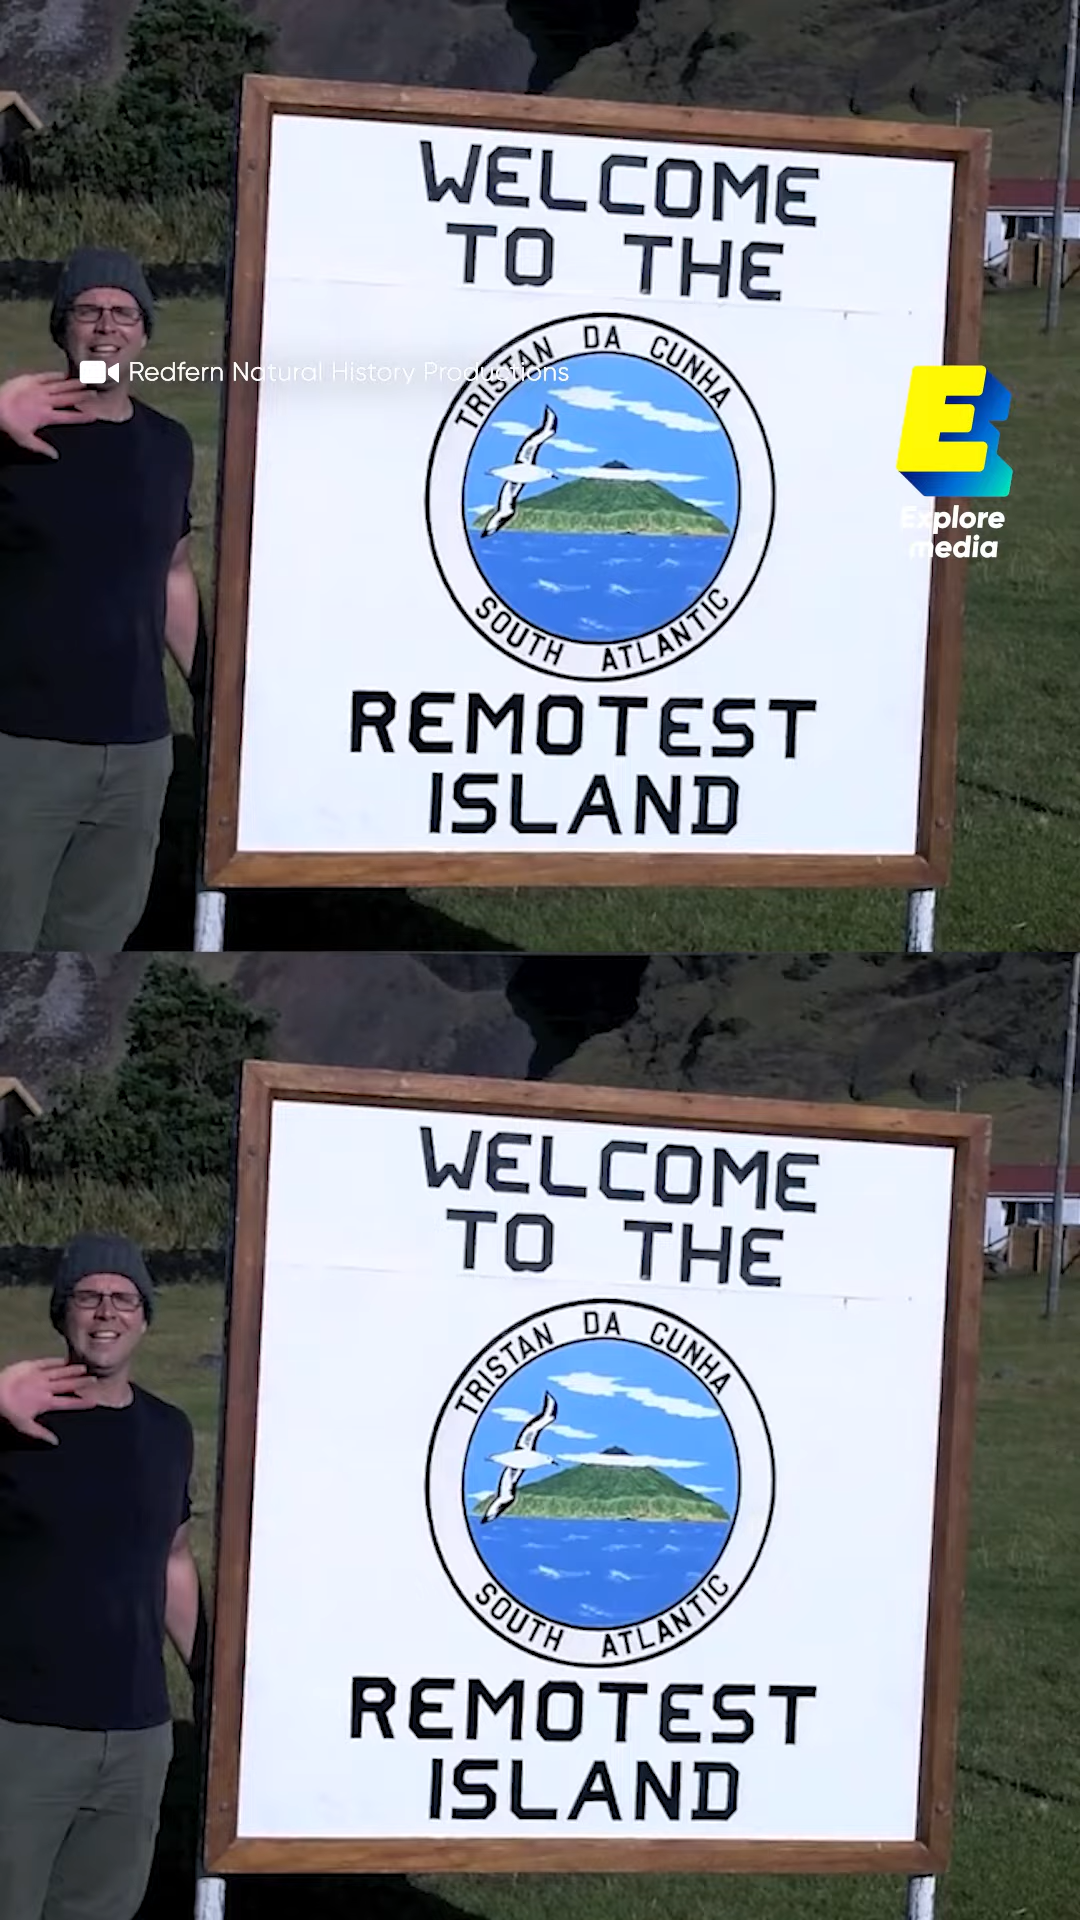 WELCOME
TO THE
TRISTAN DA CUNHA
Redfern Natural History Productions
E
Explore
media
SOUTH ATLANTIC
REMOTEST
ISLAND
WELCOME
TO THE
TRISTAN DA CUNHA
SOUTH ATLANTIC
REMOTEST
ISLAND